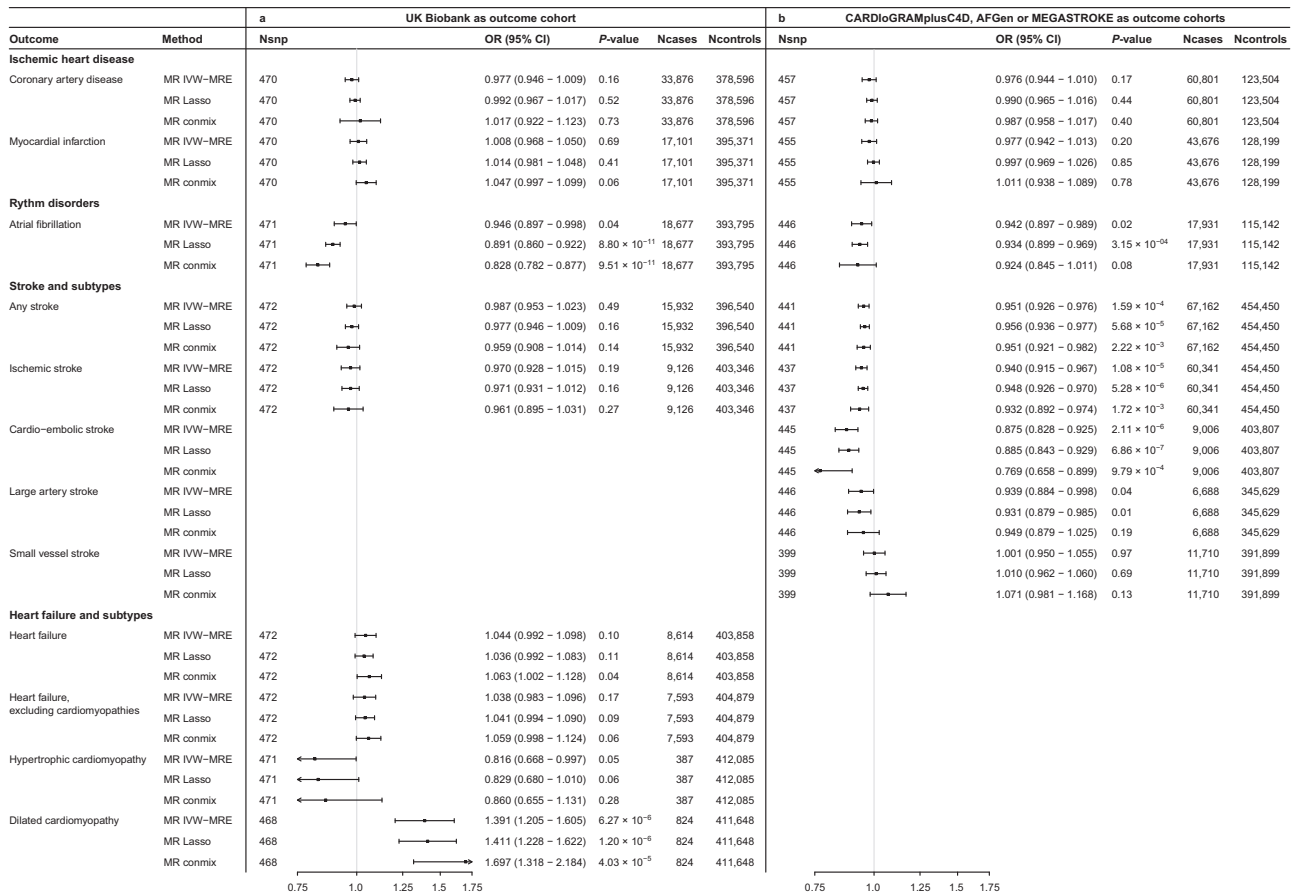 a UK Biobank as outcome cohort b CARDIoGRAMplusC4D, AFGen or MEGASTROKE as outcome cohorts
Outcome Method Nsnp OR (95% CI) P-value Ncases Ncontrols Nsnp OR (95% CI) P-value Ncases Ncontrols
Ischemic heart disease
Coronary artery disease MR IVW−MRE 470 0.977 (0.946 − 1.009) 0.16 33,876 378,596 457 0.976 (0.944 − 1.010) 0.17 60,801 123,504
MR Lasso 470 0.992 (0.967 − 1.017) 0.52 33,876 378,596 457 0.990 (0.965 − 1.016) 0.44 60,801 123,504
MR conmix 470 1.017 (0.922 − 1.123) 0.73 33,876 378,596 457 0.987 (0.958 − 1.017) 0.40 60,801 123,504
Myocardial infarction MR IVW−MRE 470 1.008 (0.968 − 1.050) 0.69 17,101 395,371 455 0.977 (0.942 − 1.013) 0.20 43,676 128,199
MR Lasso 470 1.014 (0.981 − 1.048) 0.41 17,101 395,371 455 0.997 (0.969 − 1.026) 0.85 43,676 128,199
MR conmix 470 1.047 (0.997 − 1.099) 0.06 17,101 395,371 455 1.011 (0.938 − 1.089) 0.78 43,676 128,199
Rythm disorders
Atrial fibrillation MR IVW−MRE 471 0.946 (0.897 − 0.998) 0.04 18,677 393,795 446 0.942 (0.897 − 0.989) 0.02 17,931 115,142
MR Lasso 471 0.891 (0.860 − 0.922) 8.80 × 10⁻¹¹ 18,677 393,795 446 0.934 (0.899 − 0.969) 3.15 × 10⁻⁰⁴ 17,931 115,142
MR conmix 471 0.828 (0.782 − 0.877) 9.51 × 10⁻¹¹ 18,677 393,795 446 0.924 (0.845 − 1.011) 0.08 17,931 115,142
Stroke and subtypes
Any stroke MR IVW−MRE 472 0.987 (0.953 − 1.023) 0.49 15,932 396,540 441 0.951 (0.926 − 0.976) 1.59 × 10⁻⁴ 67,162 454,450
MR Lasso 472 0.977 (0.946 − 1.009) 0.16 15,932 396,540 441 0.956 (0.936 − 0.977) 5.68 × 10⁻⁵ 67,162 454,450
MR conmix 472 0.959 (0.908 − 1.014) 0.14 15,932 396,540 441 0.951 (0.921 − 0.982) 2.22 × 10⁻³ 67,162 454,450
Ischemic stroke MR IVW−MRE 472 0.970 (0.928 − 1.015) 0.19 9,126 403,346 437 0.940 (0.915 − 0.967) 1.08 × 10⁻⁵ 60,341 454,450
MR Lasso 472 0.971 (0.931 − 1.012) 0.16 9,126 403,346 437 0.948 (0.926 − 0.970) 5.28 × 10⁻⁶ 60,341 454,450
MR conmix 472 0.961 (0.895 − 1.031) 0.27 9,126 403,346 437 0.932 (0.892 − 0.974) 1.72 × 10⁻³ 60,341 454,450
Cardio−embolic stroke MR IVW−MRE 445 0.875 (0.828 − 0.925) 2.11 × 10⁻⁶ 9,006 403,807
MR Lasso 445 0.885 (0.843 − 0.929) 6.86 × 10⁻⁷ 9,006 403,807
MR conmix 445 0.769 (0.658 − 0.899) 9.79 × 10⁻⁴ 9,006 403,807
Large artery stroke MR IVW−MRE 446 0.939 (0.884 − 0.998) 0.04 6,688 345,629
MR Lasso 446 0.931 (0.879 − 0.985) 0.01 6,688 345,629
MR conmix 446 0.949 (0.879 − 1.025) 0.19 6,688 345,629
Small vessel stroke MR IVW−MRE 399 1.001 (0.950 − 1.055) 0.97 11,710 391,899
MR Lasso 399 1.010 (0.962 − 1.060) 0.69 11,710 391,899
MR conmix 399 1.071 (0.981 − 1.168) 0.13 11,710 391,899
Heart failure and subtypes
Heart failure MR IVW−MRE 472 1.044 (0.992 − 1.098) 0.10 8,614 403,858
MR Lasso 472 1.036 (0.992 − 1.083) 0.11 8,614 403,858
MR conmix 472 1.063 (1.002 − 1.128) 0.04 8,614 403,858
Heart failure, MR IVW−MRE 472 1.038 (0.983 − 1.096) 0.17 7,593 404,879
excluding cardiomyopathies MR Lasso 472 1.041 (0.994 − 1.090) 0.09 7,593 404,879
MR conmix 472 1.059 (0.998 − 1.124) 0.06 7,593 404,879
Hypertrophic cardiomyopathy MR IVW−MRE 471 0.816 (0.668 − 0.997) 0.05 387 412,085
MR Lasso 471 0.829 (0.680 − 1.010) 0.06 387 412,085
MR conmix 471 0.860 (0.655 − 1.131) 0.28 387 412,085
Dilated cardiomyopathy MR IVW−MRE 468 1.391 (1.205 − 1.605) 6.27 × 10⁻⁶ 824 411,648
MR Lasso 468 1.411 (1.228 − 1.622) 1.20 × 10⁻⁶ 824 411,648
MR conmix 468 1.697 (1.318 − 2.184) 4.03 × 10⁻⁵ 824 411,648
0.75 1.0 1.25 1.75 0.75 1.0 1.25 1.75